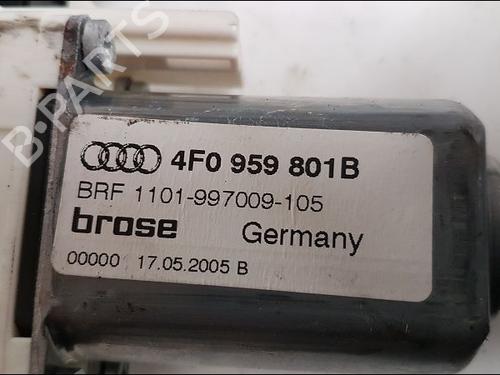 B-PARTS
4F0 959 801B
BRF 1101-997009-105
brose Germany
00000 17.05.2005 B